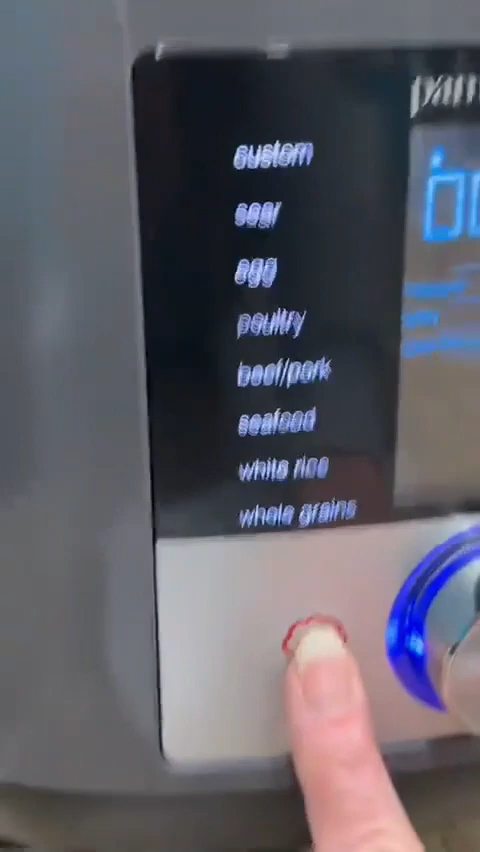 custom
sear
egg
poultry
beef/pork
seafood
white rice
whole grains